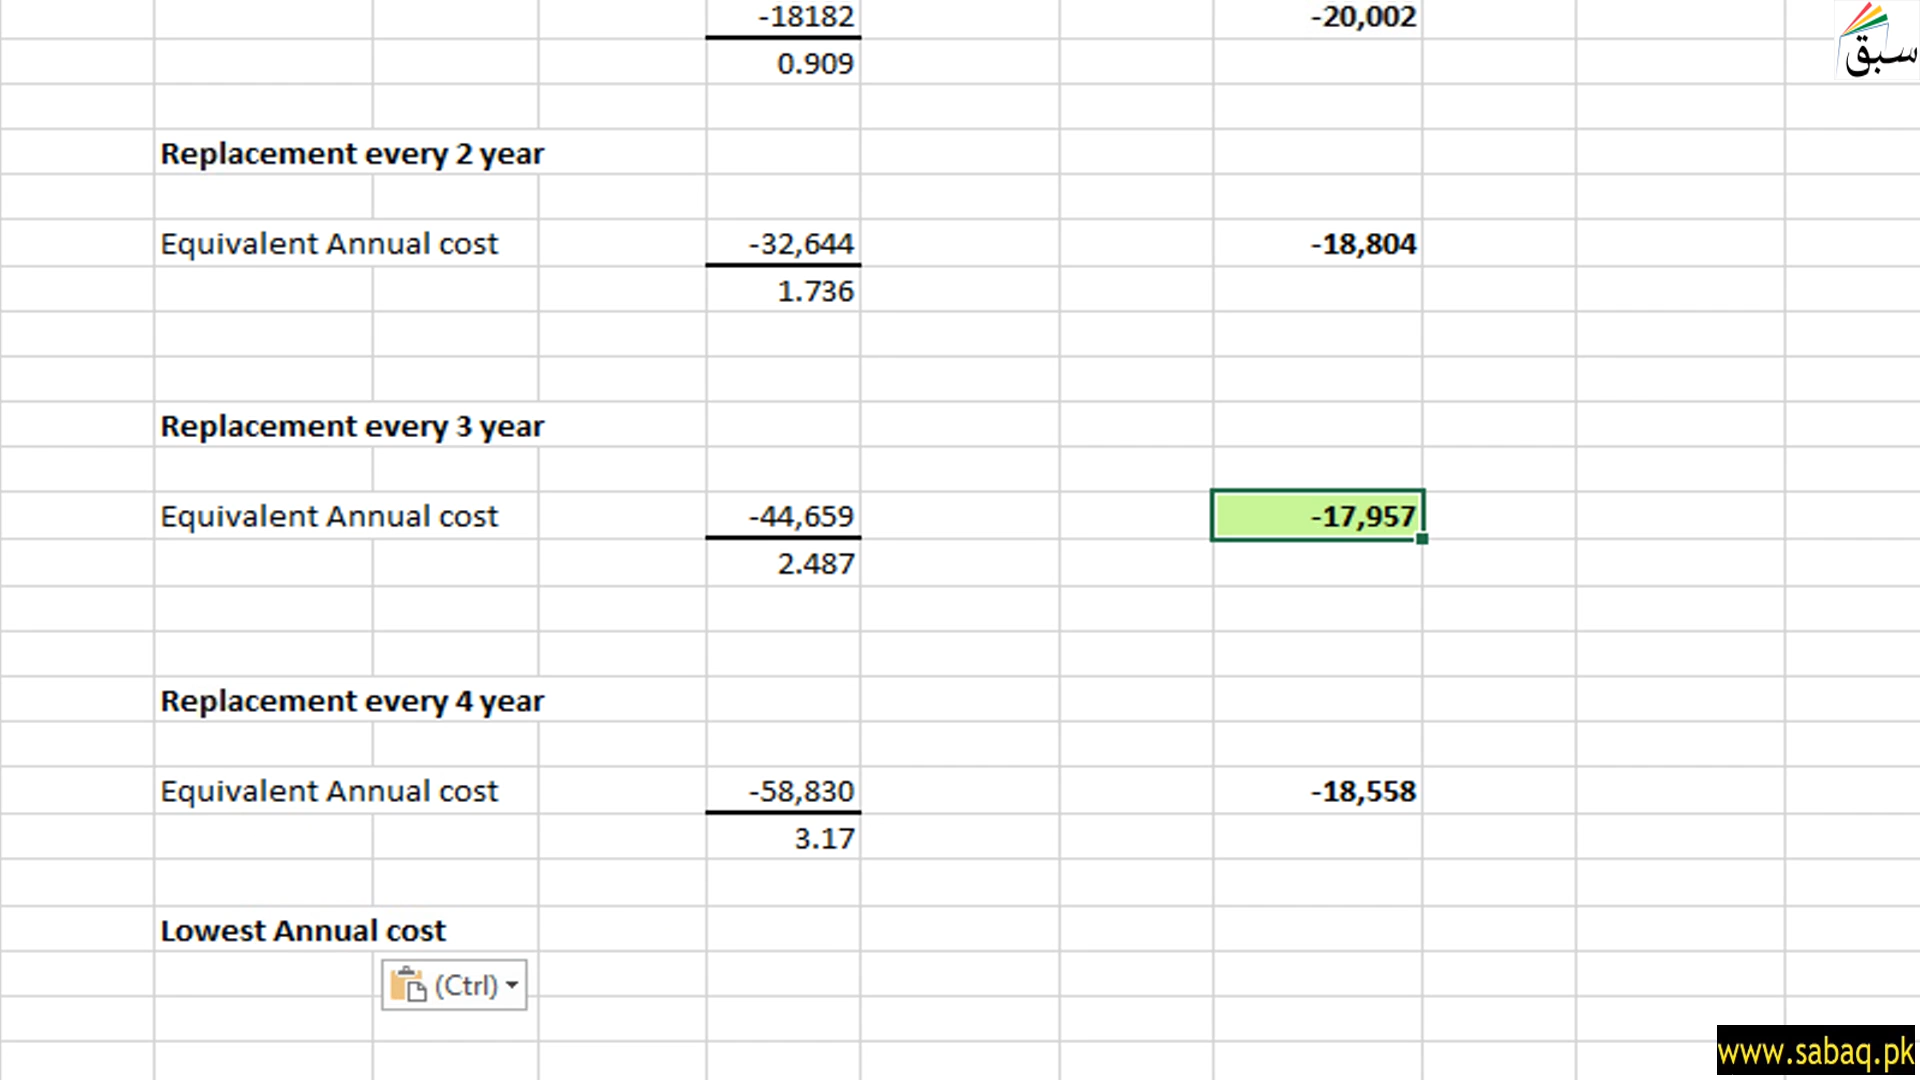 -18182 -20,002
سبق
0.909
Replacement every 2 year
Equivalent Annual cost -32,644 -18,804
1.736
Replacement every 3 year
Equivalent Annual cost -44,659 -17,957
2.487
Replacement every 4 year
Equivalent Annual cost -58,830 -18,558
3.17
Lowest Annual cost
(Ctrl)
www.sabaq.pk